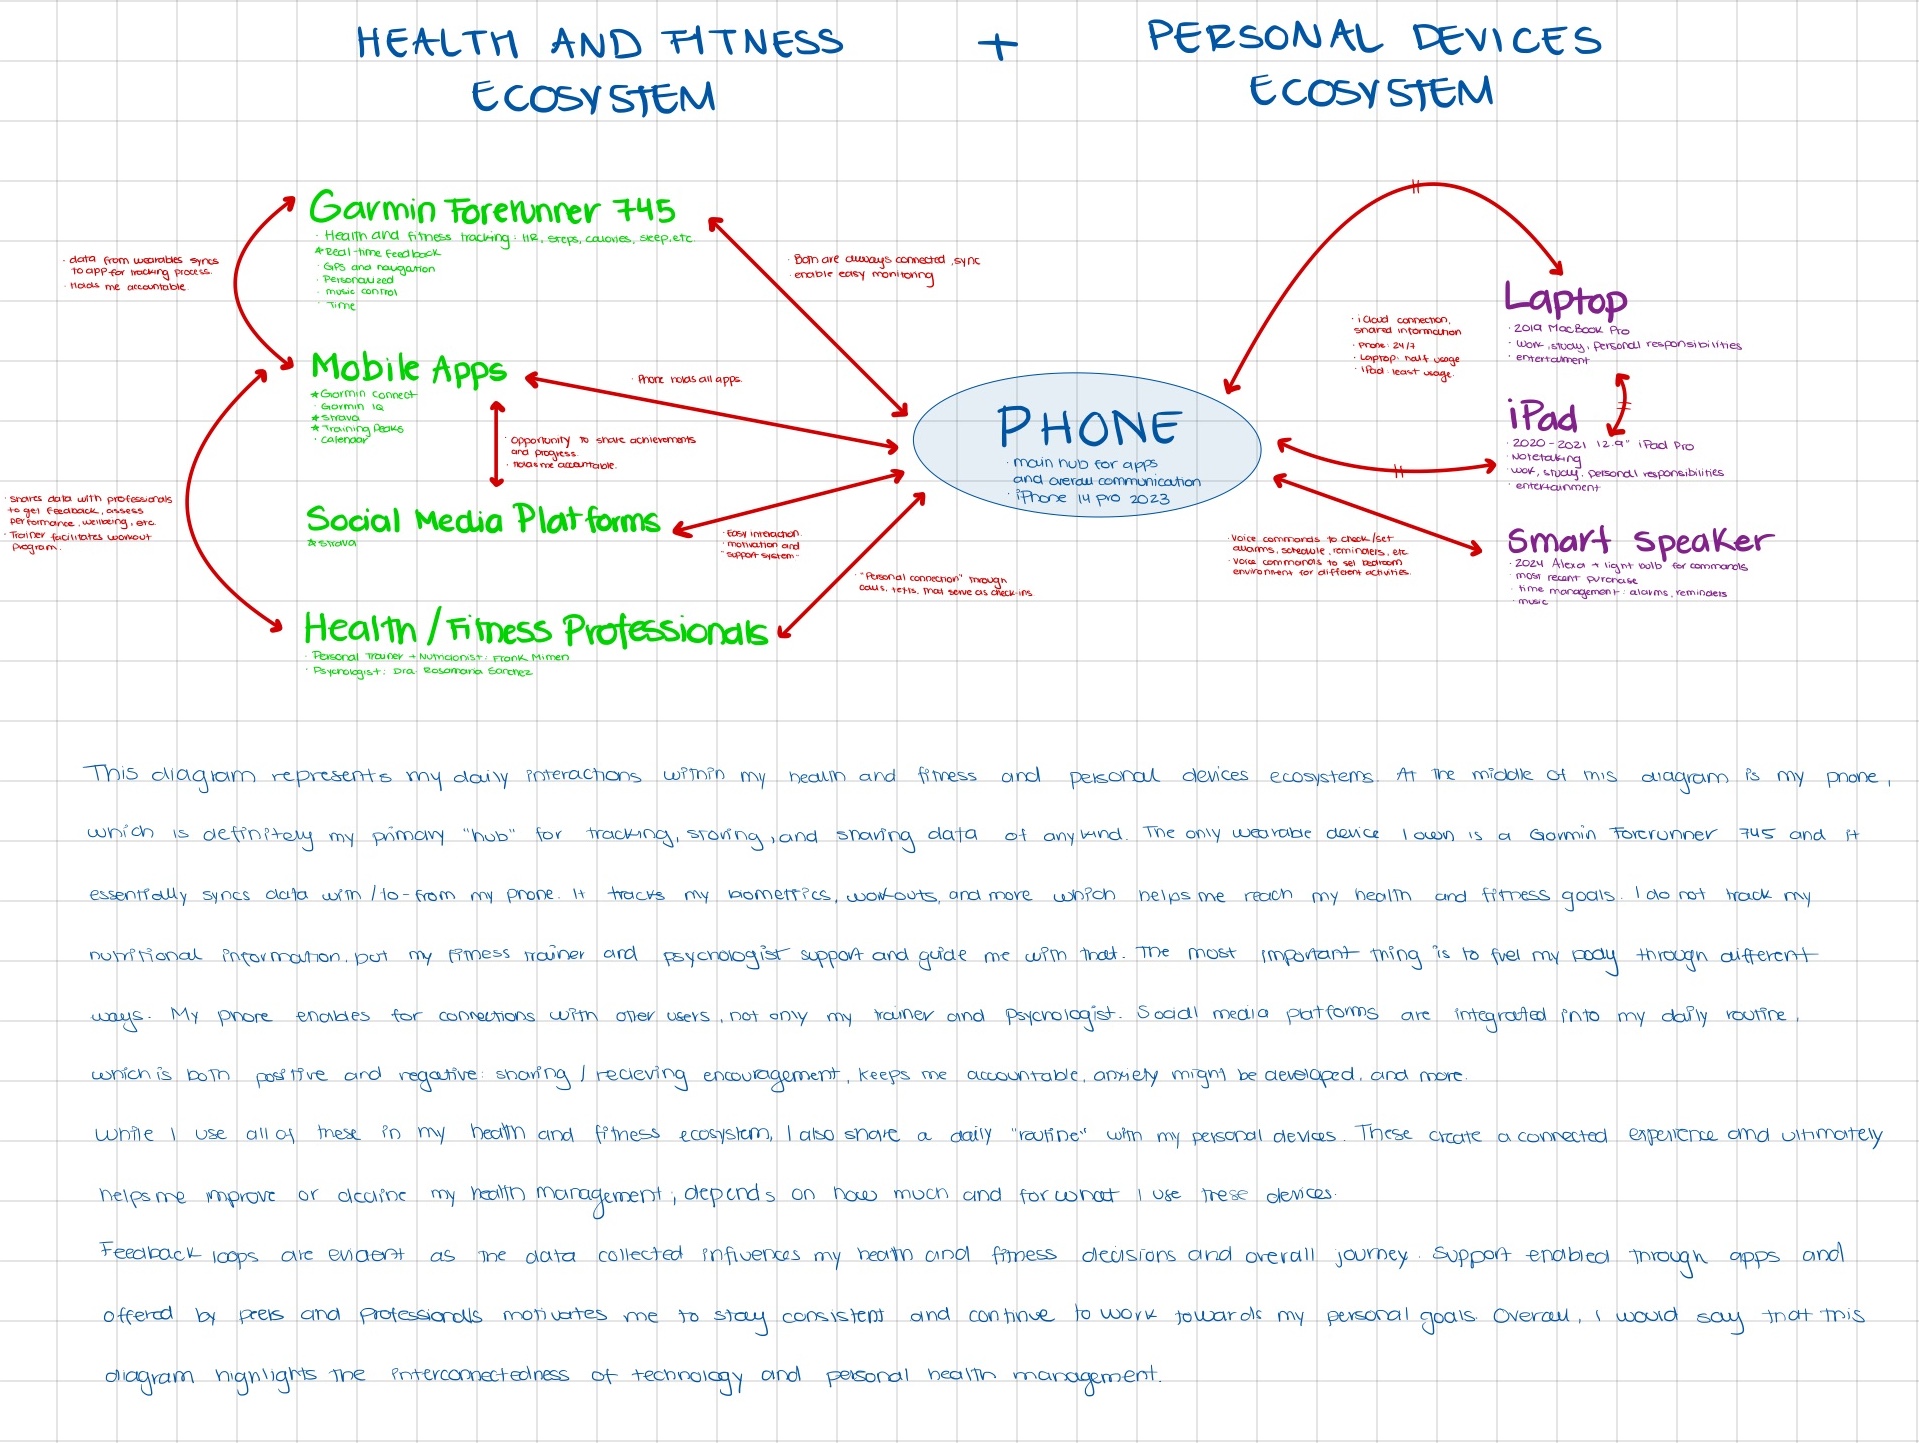 HEALTH AND FITNESS + PERSONAL DEVICES
ECOSYSTEM ECOSYSTEM
Garmin Forerunner 745
· Health and fitness tracking: HR, steps, calories, sleep, etc.
* Real-time feedback
· GPS and navigation
· Personalized
· music control
· Time
· data from wearables syncs
to app for tracking process.
· Holds me accountable.
· Both are always connected, sync
· enable easy monitoring
Mobile Apps
* Garmin Connect
· Garmin IQ
* Strava
* Training Peaks
· Calendar
· Phone holds all apps.
· Opportunity to share achievements
and progress.
· Holds me accountable.
Social Media Platforms
* Strava
· Easy interaction.
· motivation and
"support system"
· shares data with professionals
to get feedback, assess
performance, wellbeing, etc.
· Trainer facilitates workout
program.
Health / Fitness Professionals
· Personal Trainer + Nutricionist: Frank Mimen
· Psychologist: Dra. Rosamaria Sanchez
· "Personal connection" through
calls, texts, that serve as check-ins.
PHONE
· main hub for apps
and overall communication
· iPhone 14 pro 2023
· iCloud connection,
shared information
· Phone: 24/7
· Laptop: half usage
· iPad: least usage.
Laptop
· 2019 MacBook Pro
· work, study, personal responsibilities
· entertaiment
iPad
· 2020-2021 12.9" iPad Pro
· Notetaking
· work, study, personal responsibilities
· entertainment
· Voice commands to check/set
alarms, schedule, reminders, etc.
· Voice commands to set bedroom
environment for different activities.
Smart Speaker
· 2024 Alexa + light bulb for commands
· most recent purchase
· time management: alarms, reminders
· music
This diagram represents my daily interactions within my health and fitness and personal devices ecosystems. At the middle of this diagram is my phone,
which is definitely my primary "hub" for tracking, storing, and sharing data of any kind. The only wearable device I own is a Garmin Forerunner 745 and it
essentially syncs data with / to-from my phone. It tracks my biometrics, workouts, and more which helps me reach my health and fitness goals. I do not track my
nutritional information, but my fitness trainer and psychologist support and guide me with that. The most important thing is to fuel my body through different
ways. My phone enables for connections with other users, not only my trainer and Psychologist. Social media platforms are integrated into my daily routine,
which is both positive and negative: sharing / recieving encouragement, keeps me accountable, anxiety might be developed, and more.
While I use all of these in my health and fitness ecosystem, I also share a daily "routine" with my personal devices. These create a connected experience and ultimately
helps me improve or decline my health management; depends on how much and for what I use these devices.
Feedback loops are evident as the data collected influences my health and fitness decisions and overall journey. Support enabled through apps and
offered by peers and professionals motivates me to stay consistent and continue to work towards my personal goals. Overall, I would say that this
diagram highlights the interconnectedness of technology and personal health management.